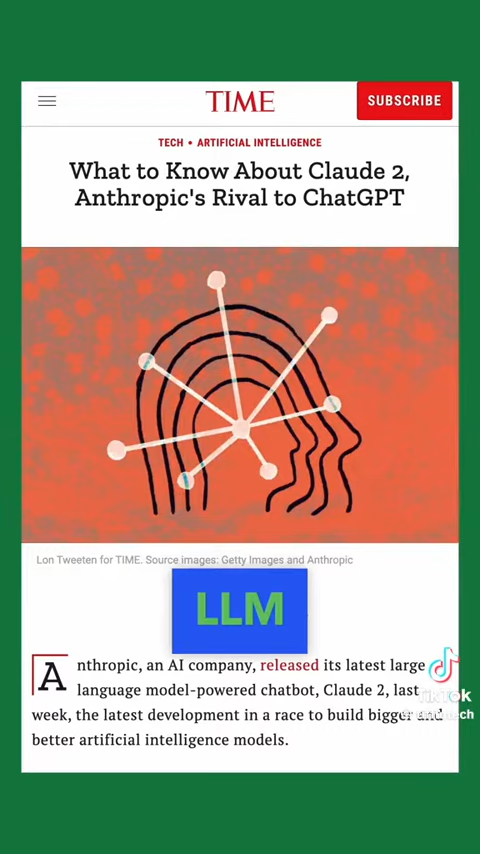 TIME
SUBSCRIBE
TECH • ARTIFICIAL INTELLIGENCE
What to Know About Claude 2,
Anthropic's Rival to ChatGPT
Lon Tweeten for TIME. Source images: Getty Images and Anthropic
LLM
Anthropic, an AI company, released its latest large
language model-powered chatbot, Claude 2, last
week, the latest development in a race to build bigger and
better artificial intelligence models.
TikTok